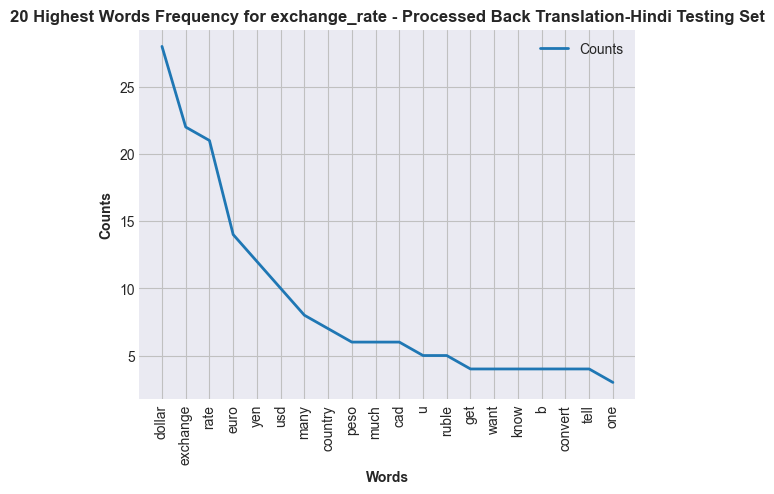 20 Highest Words Frequency for exchange_rate - Processed Back Translation-Hindi Testing Set
Counts
25
20
15
10
5
Counts
dollar
exchange
rate
euro
yen
usd
many
country
peso
much
cad
u
ruble
get
want
know
b
convert
tell
one
Words